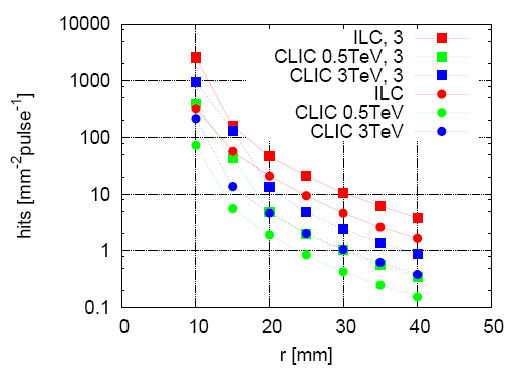 10000
1000
100
10
1
0.1
hits [mm-2pulse-1]
ILC, 3
CLIC 0.5TeV, 3
CLIC 3TeV, 3
ILC
CLIC 0.5TeV
CLIC 3TeV
0 10 20 30 40 50
r [mm]